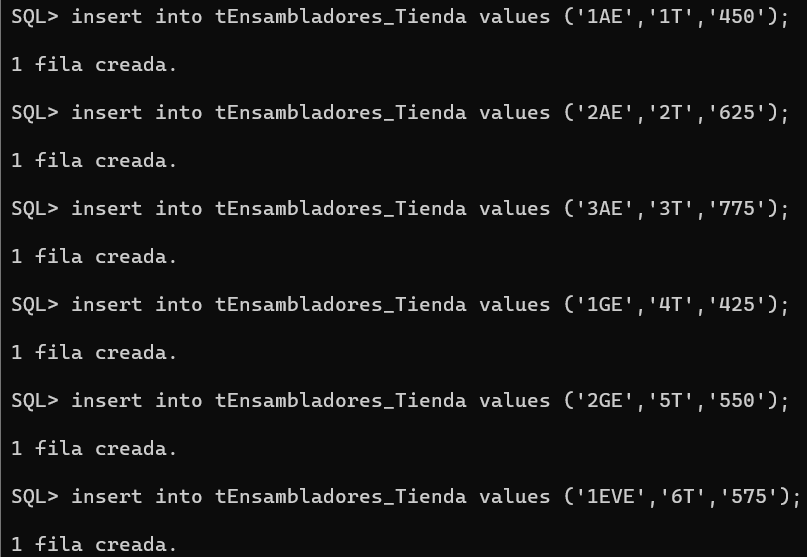 SQL> insert into tEnsambladores_Tienda values ('1AE','1T','450');
1 fila creada.
SQL> insert into tEnsambladores_Tienda values ('2AE','2T','625');
1 fila creada.
SQL> insert into tEnsambladores_Tienda values ('3AE','3T','775');
1 fila creada.
SQL> insert into tEnsambladores_Tienda values ('1GE','4T','425');
1 fila creada.
SQL> insert into tEnsambladores_Tienda values ('2GE','5T','550');
1 fila creada.
SQL> insert into tEnsambladores_Tienda values ('1EVE','6T','575');
1 fila creada.